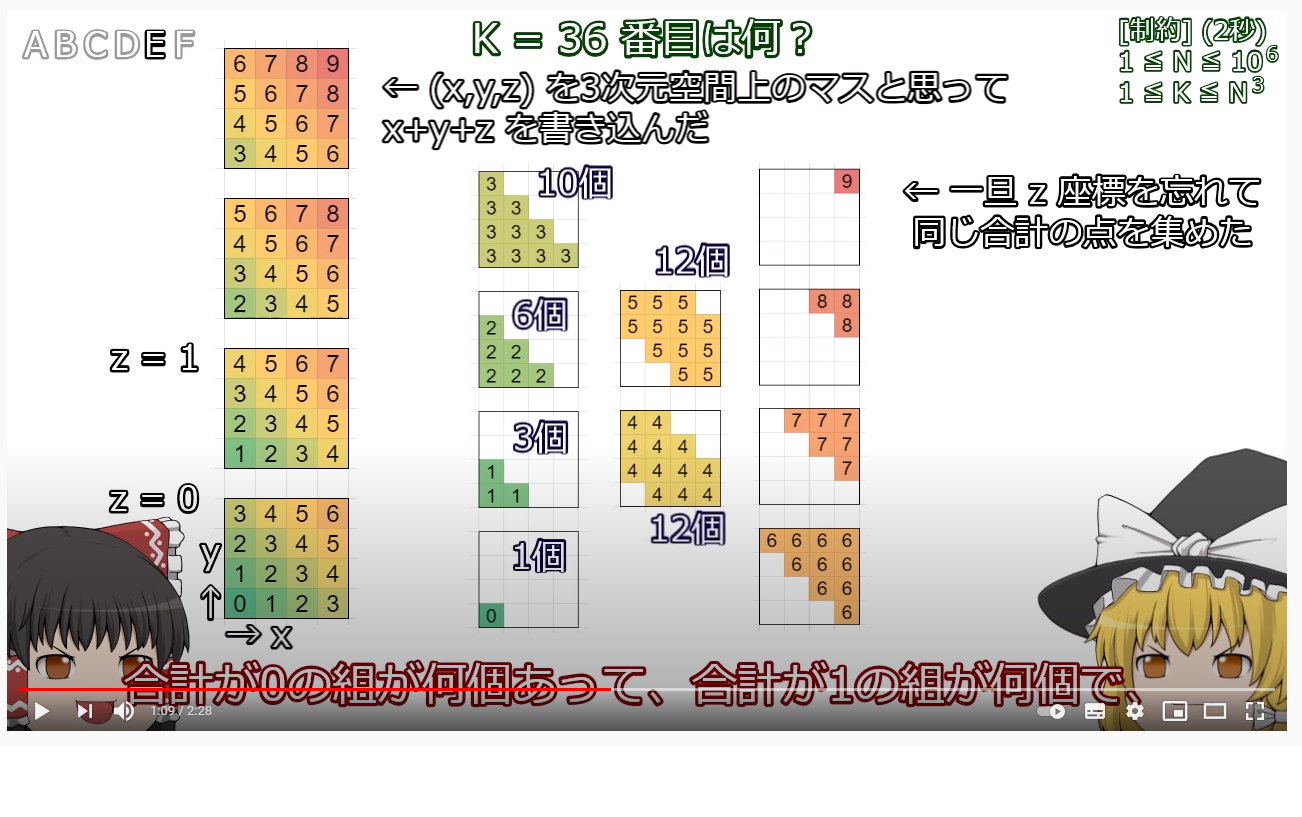 ABCDEF
K = 36 番目は何？
[制約] (2秒)
1 ≦ N ≦ 10⁶
1 ≦ K ≦ N³
← (x,y,z) を3次元空間上のマスと思って
x+y+z を書き込んだ
6 7 8 9
5 6 7 8
4 5 6 7
3 4 5 6
5 6 7 8
4 5 6 7
3 4 5 6
2 3 4 5
z = 1
4 5 6 7
3 4 5 6
2 3 4 5
1 2 3 4
z = 0
3 4 5 6
2 3 4 5
1 2 3 4
0 1 2 3
y
↑
→ x
10個
3
3 3
3 3 3
3 3 3 3
6個
2
2 2
2 2 2
3個
1
1 1
1個
0
12個
5 5 5
5 5 5 5
5 5 5
5 5
4 4
4 4 4
4 4 4 4
4 4 4
12個
9
8 8
8
7 7 7
7 7
7
6 6 6 6
6 6 6
6 6
6
← 一旦 z 座標を忘れて
同じ合計の点を集めた
合計が0の組が何個あって、合計が1の組が何個で、
1:09 / 2:28